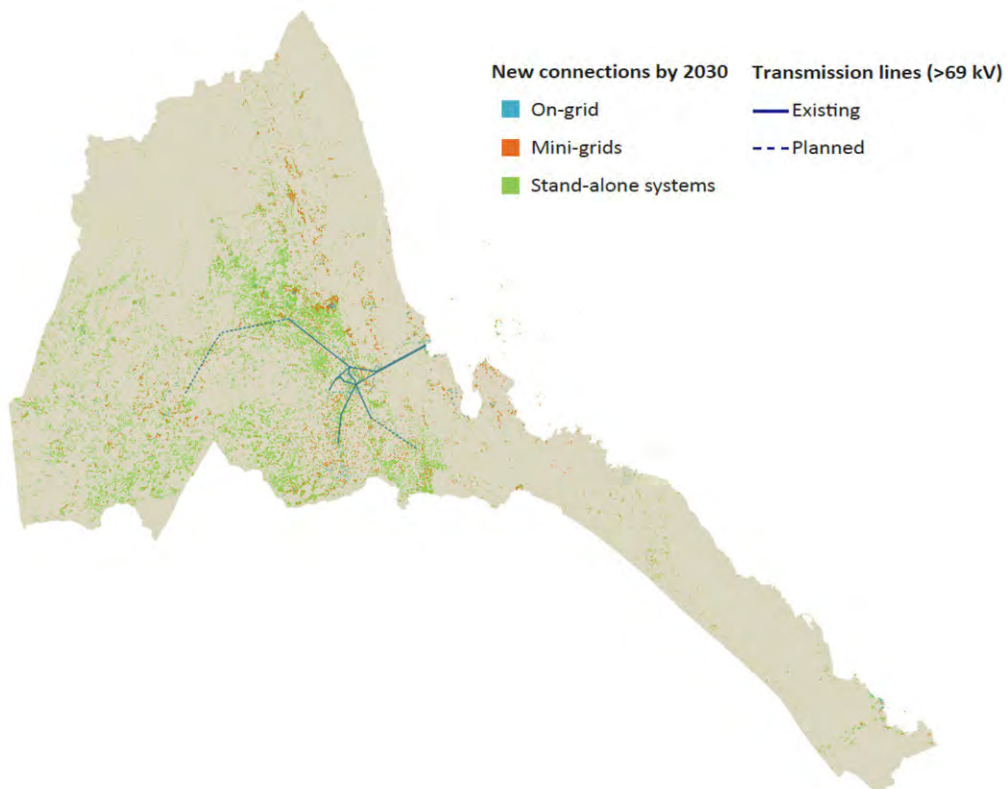 New connections by 2030
On-grid
Mini-grids
Stand-alone systems
Transmission lines (>69 kV)
Existing
Planned